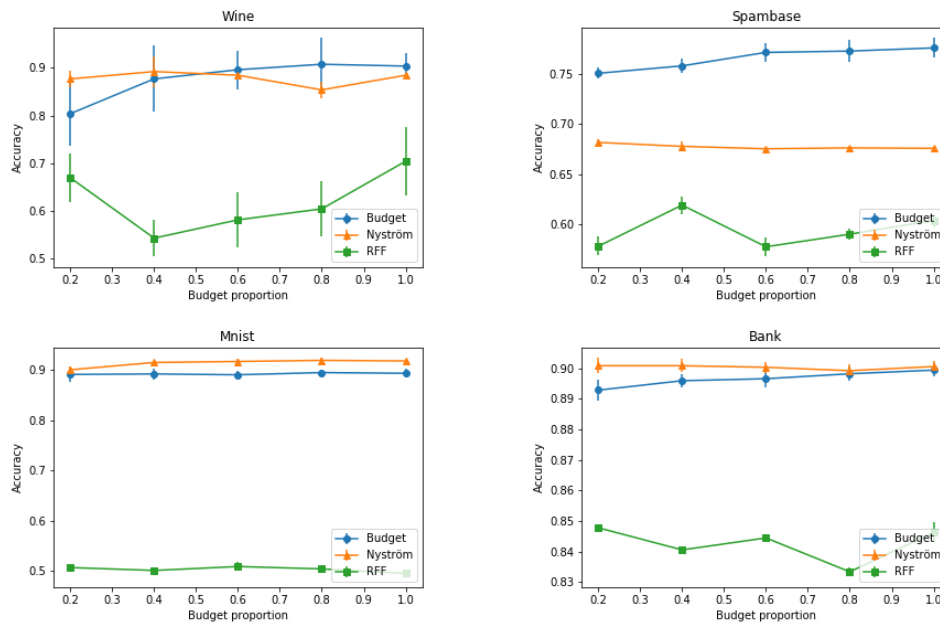 Wine
0.9
0.8
0.7
0.6
0.5
Accuracy
0.2 0.3 0.4 0.5 0.6 0.7 0.8 0.9 1.0
Budget proportion
Budget
Nyström
RFF
Spambase
0.75
0.70
0.65
0.60
Accuracy
0.2 0.3 0.4 0.5 0.6 0.7 0.8 0.9 1.0
Budget proportion
Budget
Nyström
RFF
Mnist
0.9
0.8
0.7
0.6
0.5
Accuracy
0.2 0.3 0.4 0.5 0.6 0.7 0.8 0.9 1.0
Budget proportion
Budget
Nyström
RFF
Bank
0.90
0.89
0.88
0.87
0.86
0.85
0.84
0.83
Accuracy
0.2 0.3 0.4 0.5 0.6 0.7 0.8 0.9 1.0
Budget proportion
Budget
Nyström
RFF